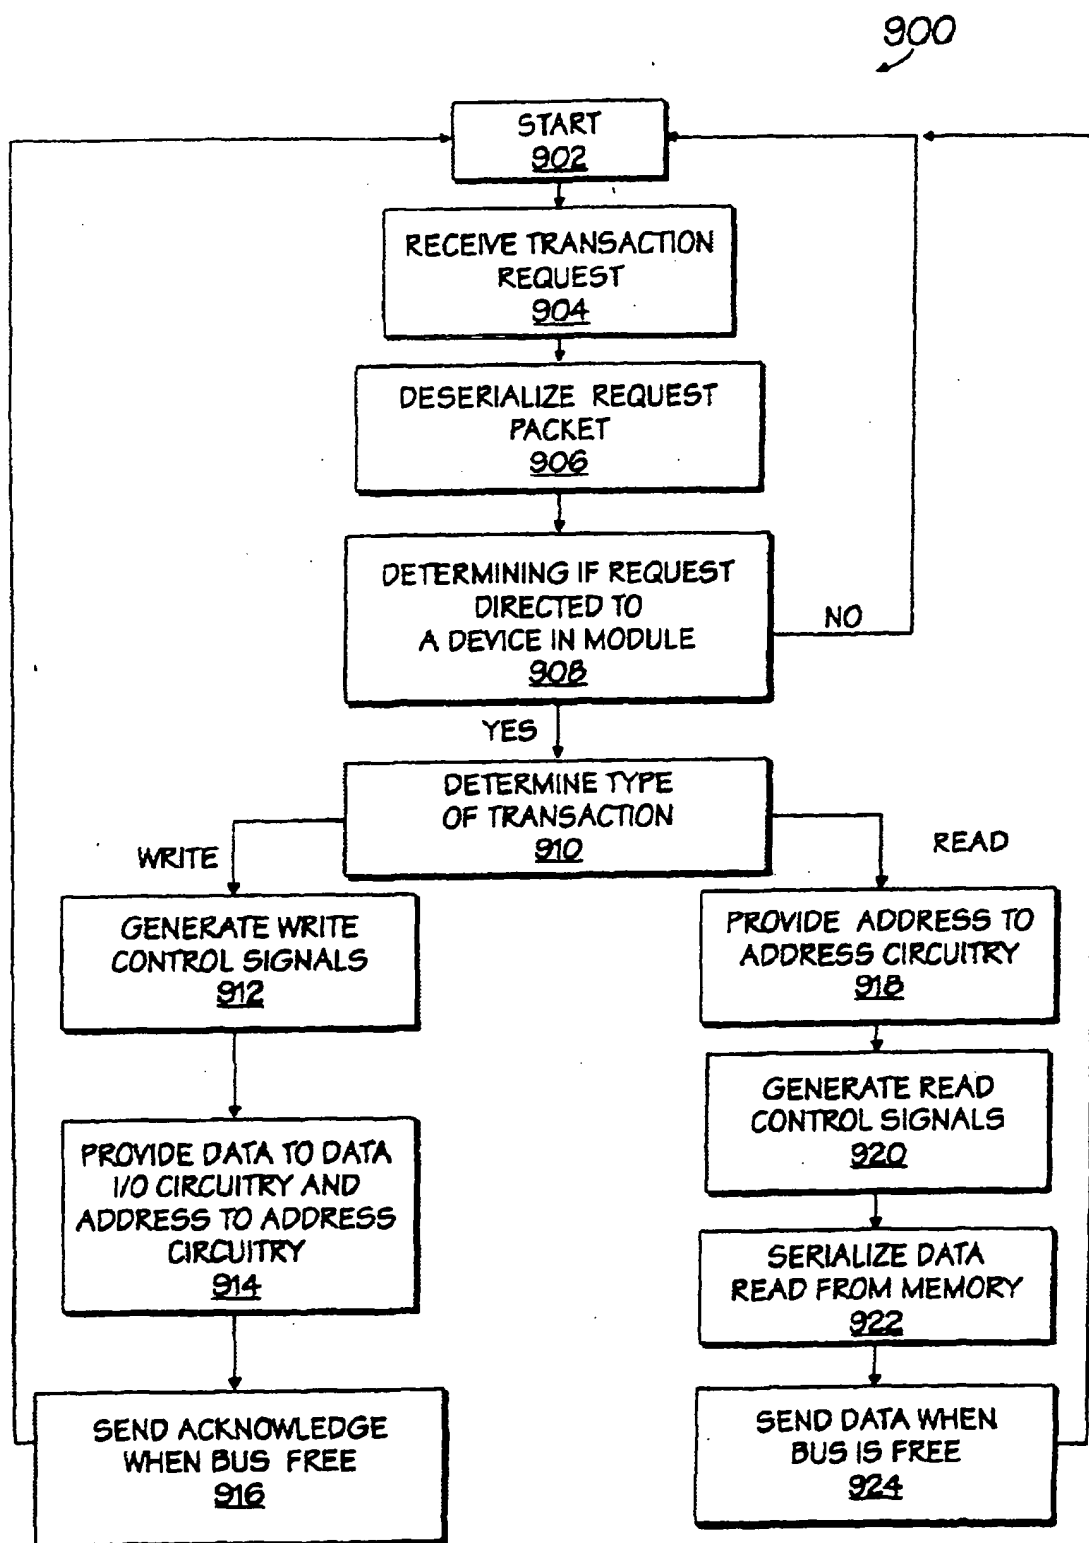 900
START
902
RECEIVE TRANSACTION
REQUEST
904
DESERIALIZE REQUEST
PACKET
906
DETERMINING IF REQUEST
DIRECTED TO
A DEVICE IN MODULE
908
NO
YES
DETERMINE TYPE
OF TRANSACTION
910
WRITE
READ
GENERATE WRITE
CONTROL SIGNALS
912
PROVIDE DATA TO DATA
I/O CIRCUITRY AND
ADDRESS TO ADDRESS
CIRCUITRY
914
SEND ACKNOWLEDGE
WHEN BUS FREE
916
PROVIDE ADDRESS TO
ADDRESS CIRCUITRY
918
GENERATE READ
CONTROL SIGNALS
920
SERIALIZE DATA
READ FROM MEMORY
922
SEND DATA WHEN
BUS IS FREE
924